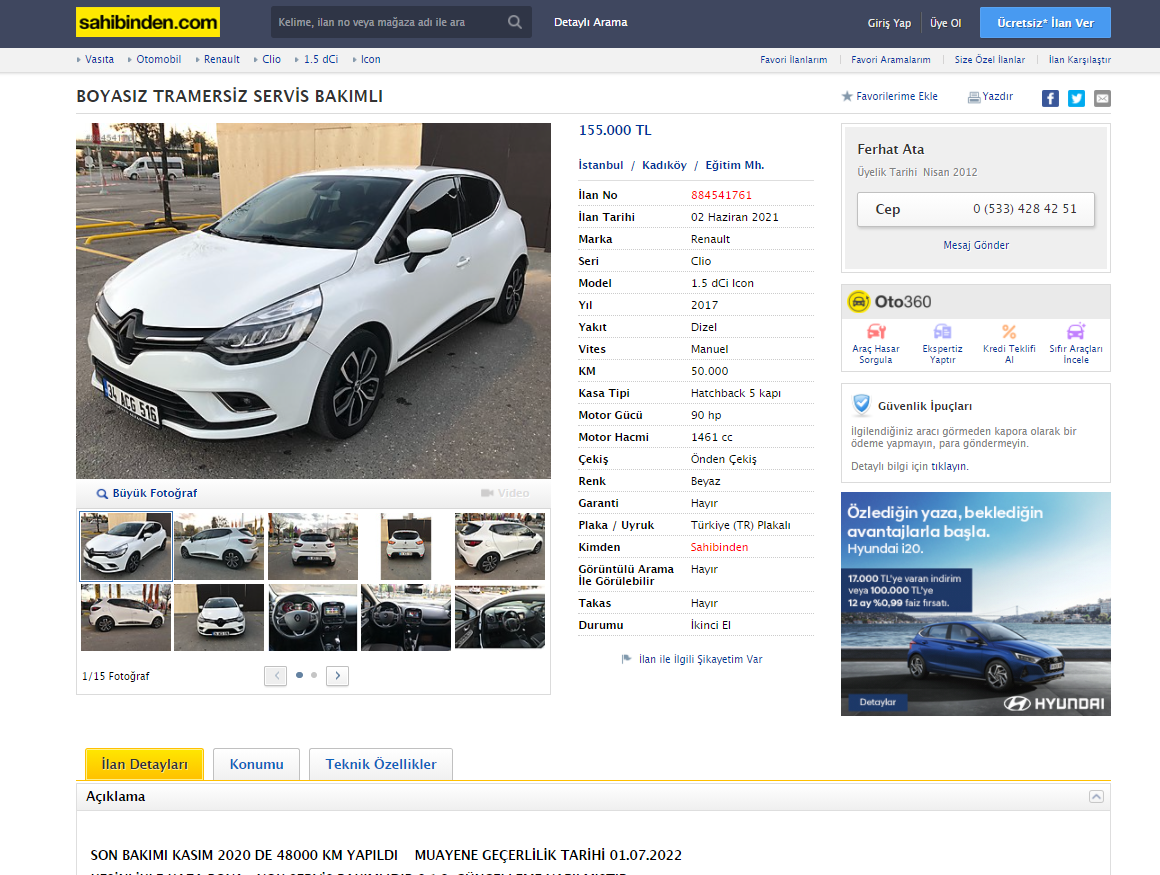 sahibinden.com
Kelime, ilan no veya mağaza adı ile ara
Detaylı Arama
Giriş Yap
Üye Ol
Ücretsiz* İlan Ver
Vasıta
Otomobil
Renault
Clio
1.5 dCi
Icon
Favori İlanlarım
Favori Aramalarım
Size Özel İlanlar
İlan Karşılaştır
BOYASIZ TRAMERSİZ SERVİS BAKIMLI
Favorilerime Ekle
Yazdır
34 ACG 516
Büyük Fotoğraf
Video
1/15 Fotoğraf
155.000 TL
İstanbul / Kadıköy / Eğitim Mh.
İlan No 884541761
İlan Tarihi 02 Haziran 2021
Marka Renault
Seri Clio
Model 1.5 dCi Icon
Yıl 2017
Yakıt Dizel
Vites Manuel
KM 50.000
Kasa Tipi Hatchback 5 kapı
Motor Gücü 90 hp
Motor Hacmi 1461 cc
Çekiş Önden Çekiş
Renk Beyaz
Garanti Hayır
Plaka / Uyruk Türkiye (TR) Plakalı
Kimden Sahibinden
Görüntülü Arama Hayır
İle Görülebilir
Takas Hayır
Durumu İkinci El
İlan ile İlgili Şikayetim Var
Ferhat Ata
Üyelik Tarihi Nisan 2012
Cep 0 (533) 428 42 51
Mesaj Gönder
Oto360
Araç Hasar
Sorgula
Ekspertiz
Yaptır
Kredi Teklifi
Al
Sıfır Araçları
İncele
Güvenlik İpuçları
İlgilendiğiniz aracı görmeden kapora olarak bir
ödeme yapmayın, para göndermeyin.
Detaylı bilgi için tıklayın.
Özlediğin yaza, beklediğin
avantajlarla başla.
Hyundai i20.
17.000 TL'ye varan indirim
veya 100.000 TL'ye
12 ay %0,99 faiz fırsatı.
Detaylar
HYUNDAI
İlan Detayları
Konumu
Teknik Özellikler
Açıklama
SON BAKIMI KASIM 2020 DE 48000 KM YAPILDI MUAYENE GEÇERLİLİK TARİHİ 01.07.2022